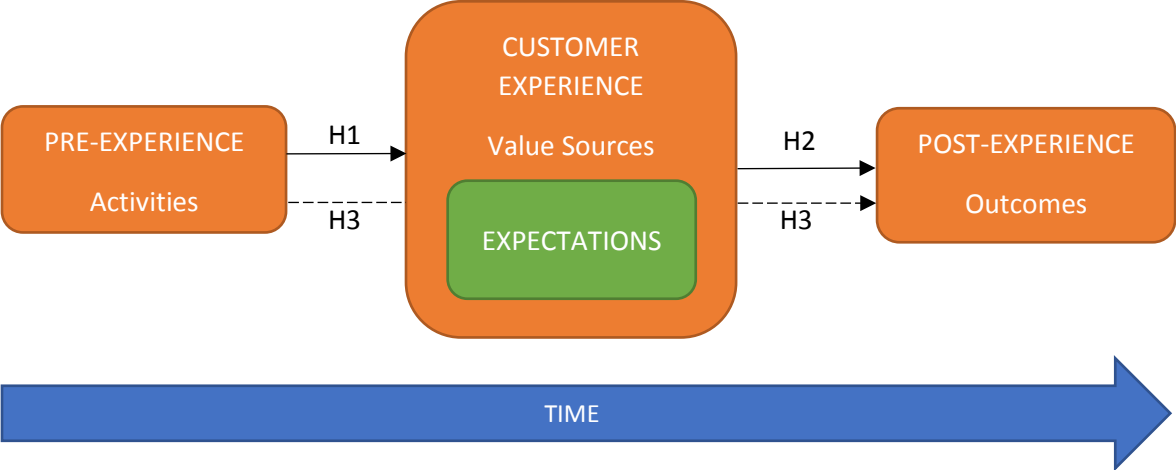 PRE-EXPERIENCE
Activities
H1
H3
CUSTOMER
EXPERIENCE
Value Sources
EXPECTATIONS
H2
H3
POST-EXPERIENCE
Outcomes
TIME